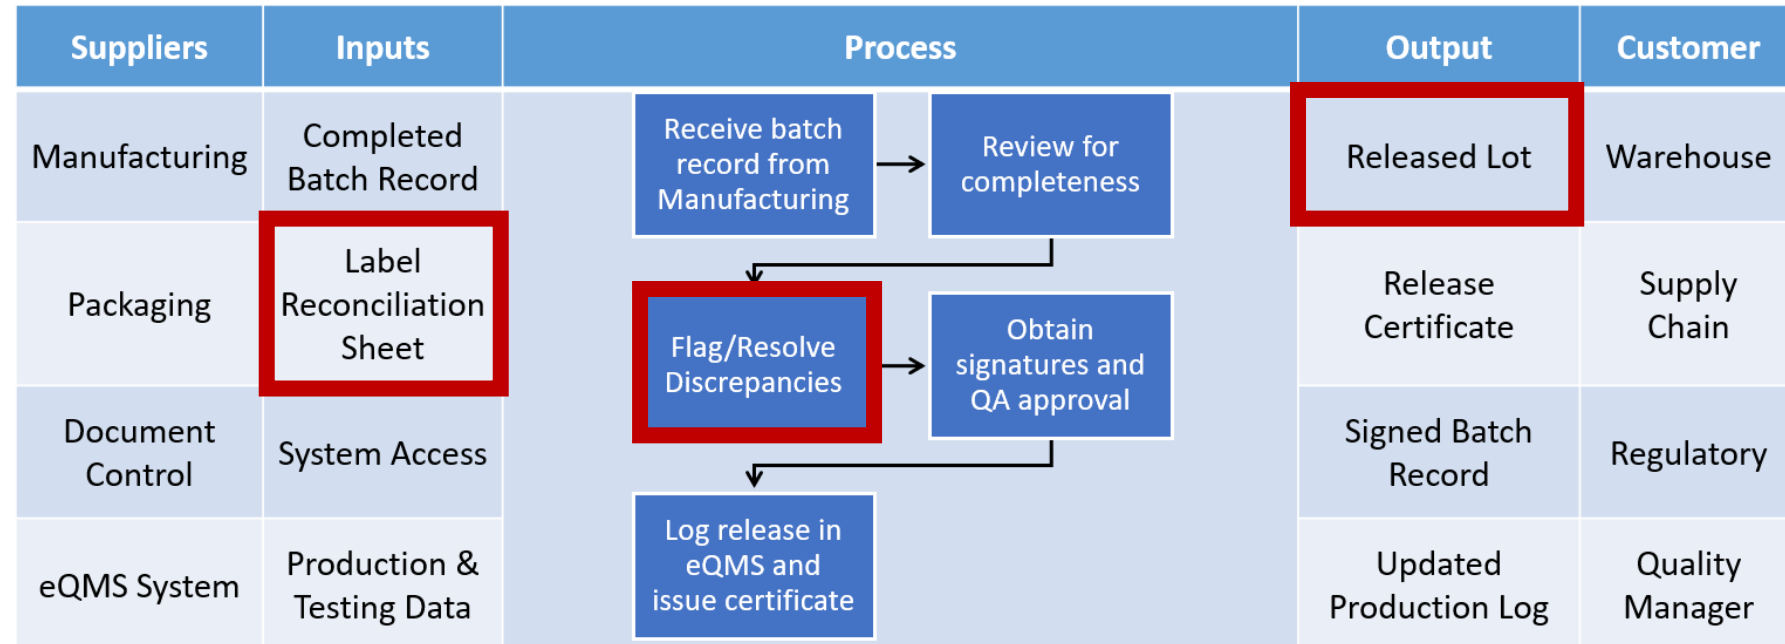 Suppliers
Inputs
Process
Output
Customer
Manufacturing
Completed
Batch Record
Receive batch
record from
Manufacturing
Review for
completeness
Released Lot
Warehouse
Packaging
Label
Reconciliation
Sheet
Flag/Resolve
Discrepancies
Obtain
signatures and
QA approval
Release
Certificate
Supply
Chain
Document
Control
System Access
Signed Batch
Record
Regulatory
eQMS System
Production &
Testing Data
Log release in
eQMS and
issue certificate
Updated
Production Log
Quality
Manager